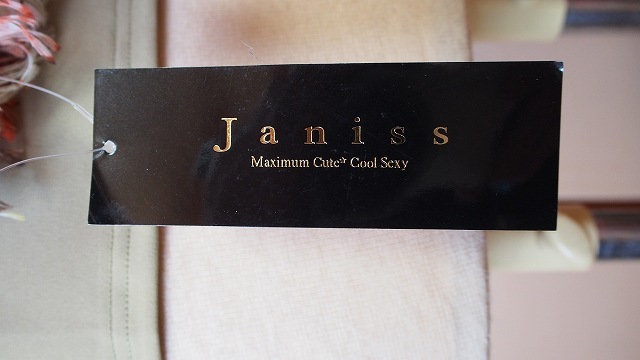 Janiss
Maximum Cute☆Cool Sexy